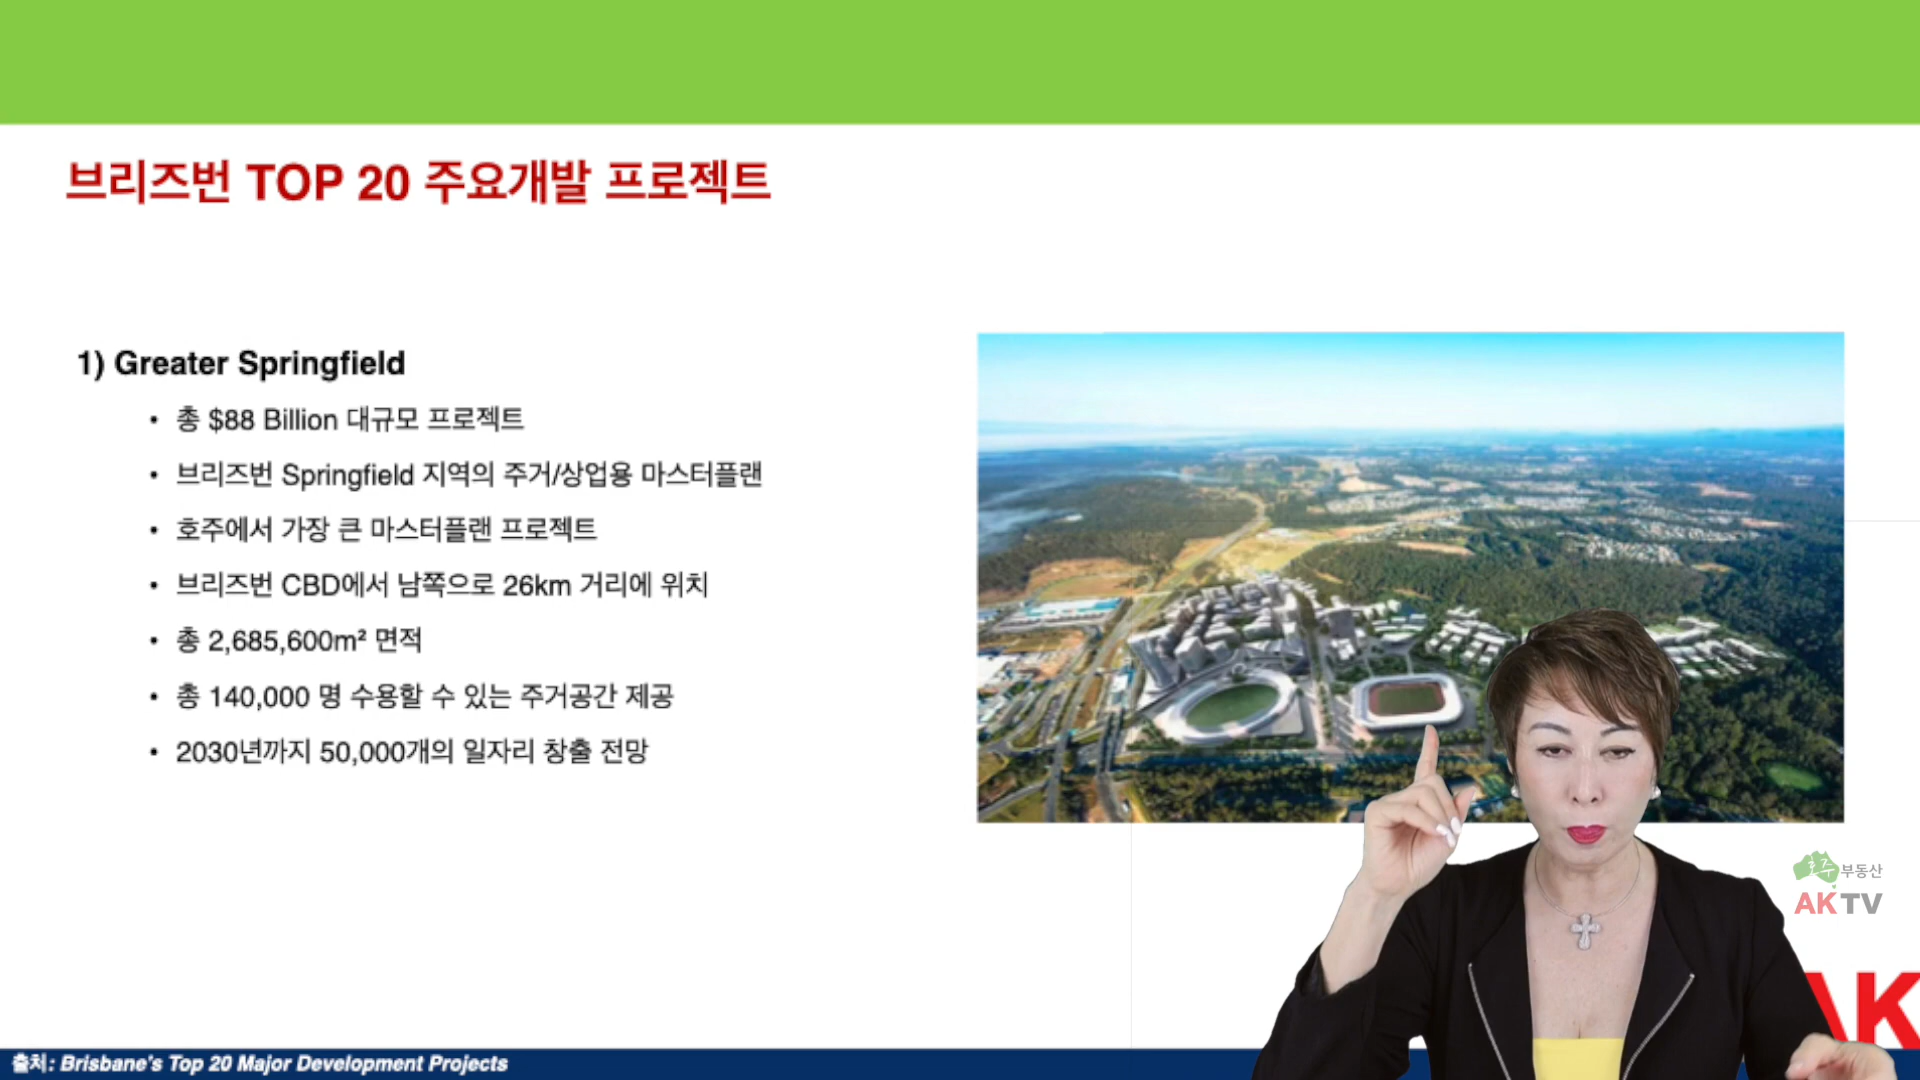 브리즈번 TOP 20 주요개발 프로젝트
1) Greater Springfield
• 총 $88 Billion 대규모 프로젝트
• 브리즈번 Springfield 지역의 주거/상업용 마스터플랜
• 호주에서 가장 큰 마스터플랜 프로젝트
• 브리즈번 CBD에서 남쪽으로 26km 거리에 위치
• 총 2,685,600m² 면적
• 총 140,000 명 수용할 수 있는 주거공간 제공
• 2030년까지 50,000개의 일자리 창출 전망
호주부동산
AKTV
AK
출처: Brisbane's Top 20 Major Development Projects